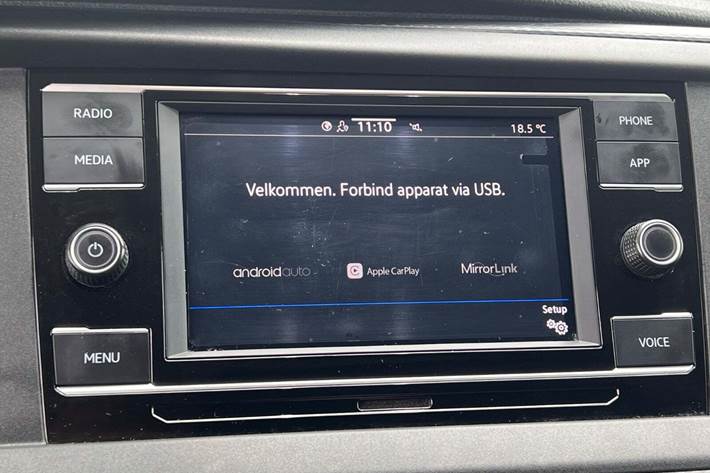 RADIO
MEDIA
MENU
11:10
18.5 °C
Velkommen. Forbind apparat via USB.
androidauto
Apple CarPlay
MirrorLink
Setup
PHONE
APP
VOICE